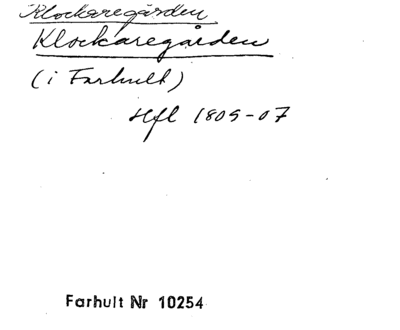 Klockaregården
Klockaregården
(i Farhult)
Hfl 1805-07
Farhult Nr 10254